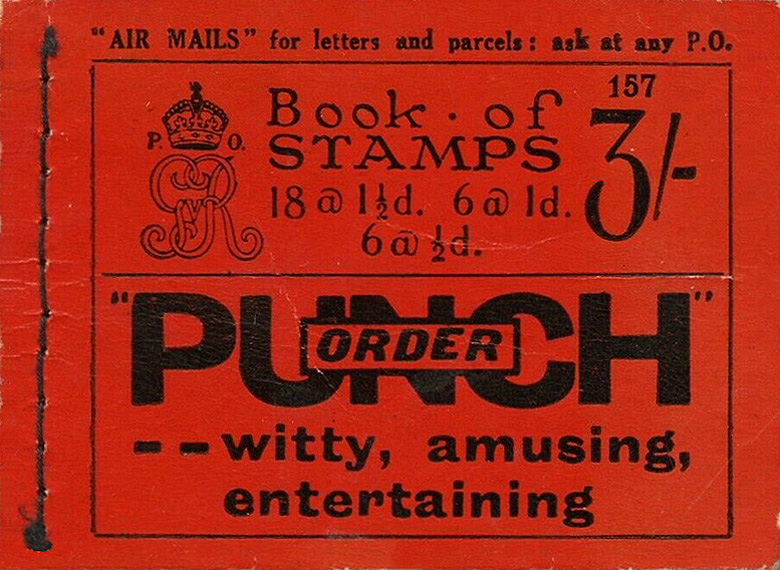 "AIR MAILS" for letters and parcels: ask at any P.O.
157
P. O.
GR
Book · of
STAMPS
3/-
18 @ 1½d. 6 @ 1d.
6 @ ½d.
"PUNCH"
ORDER
--witty, amusing,
entertaining